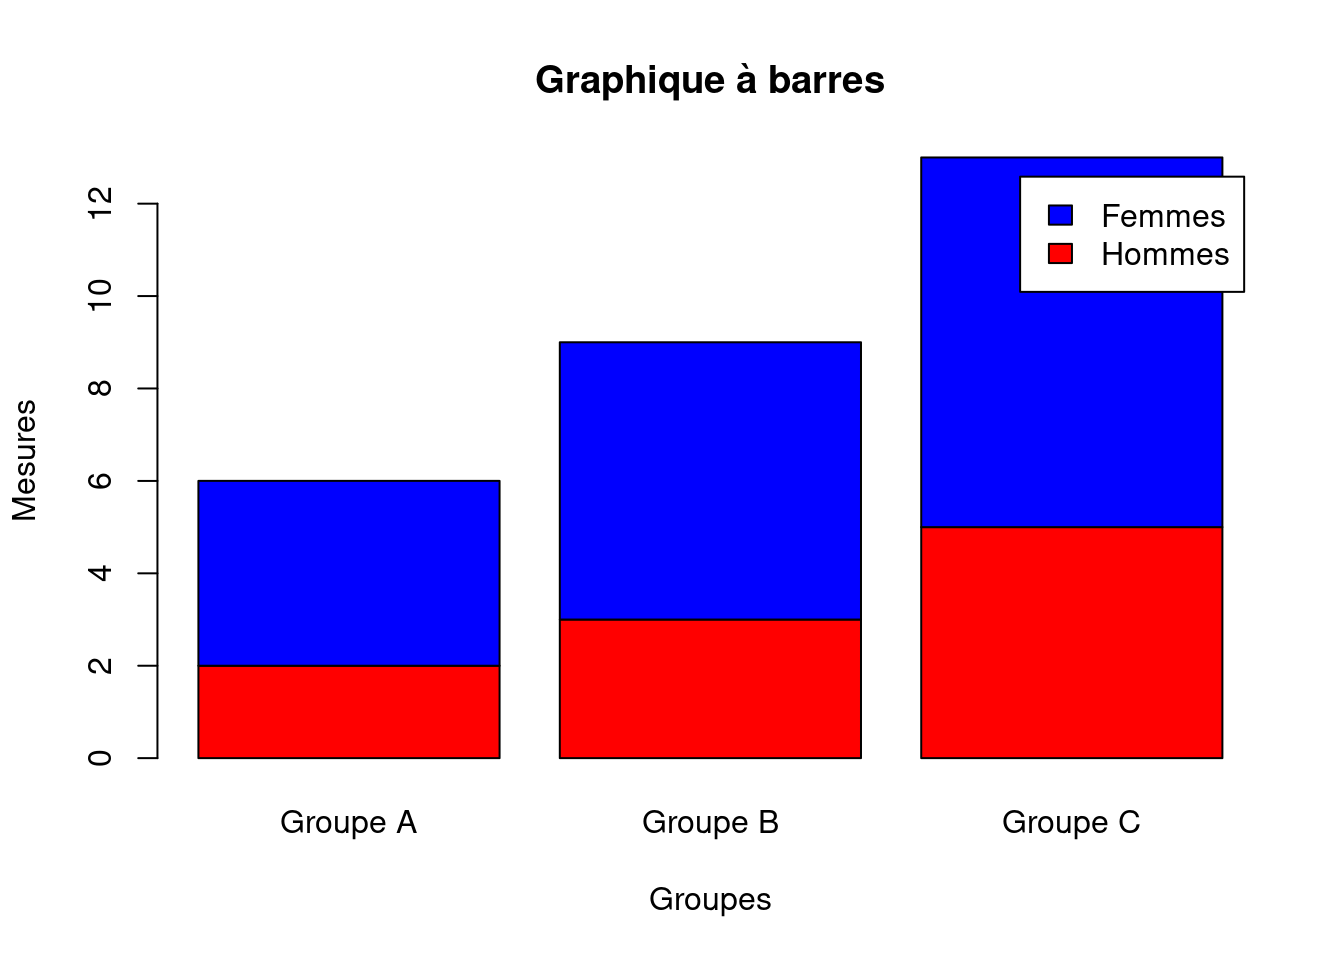 Graphique à barres
Femmes
Hommes
12
10
8
6
4
2
0
Mesures
Groupe A
Groupe B
Groupe C
Groupes